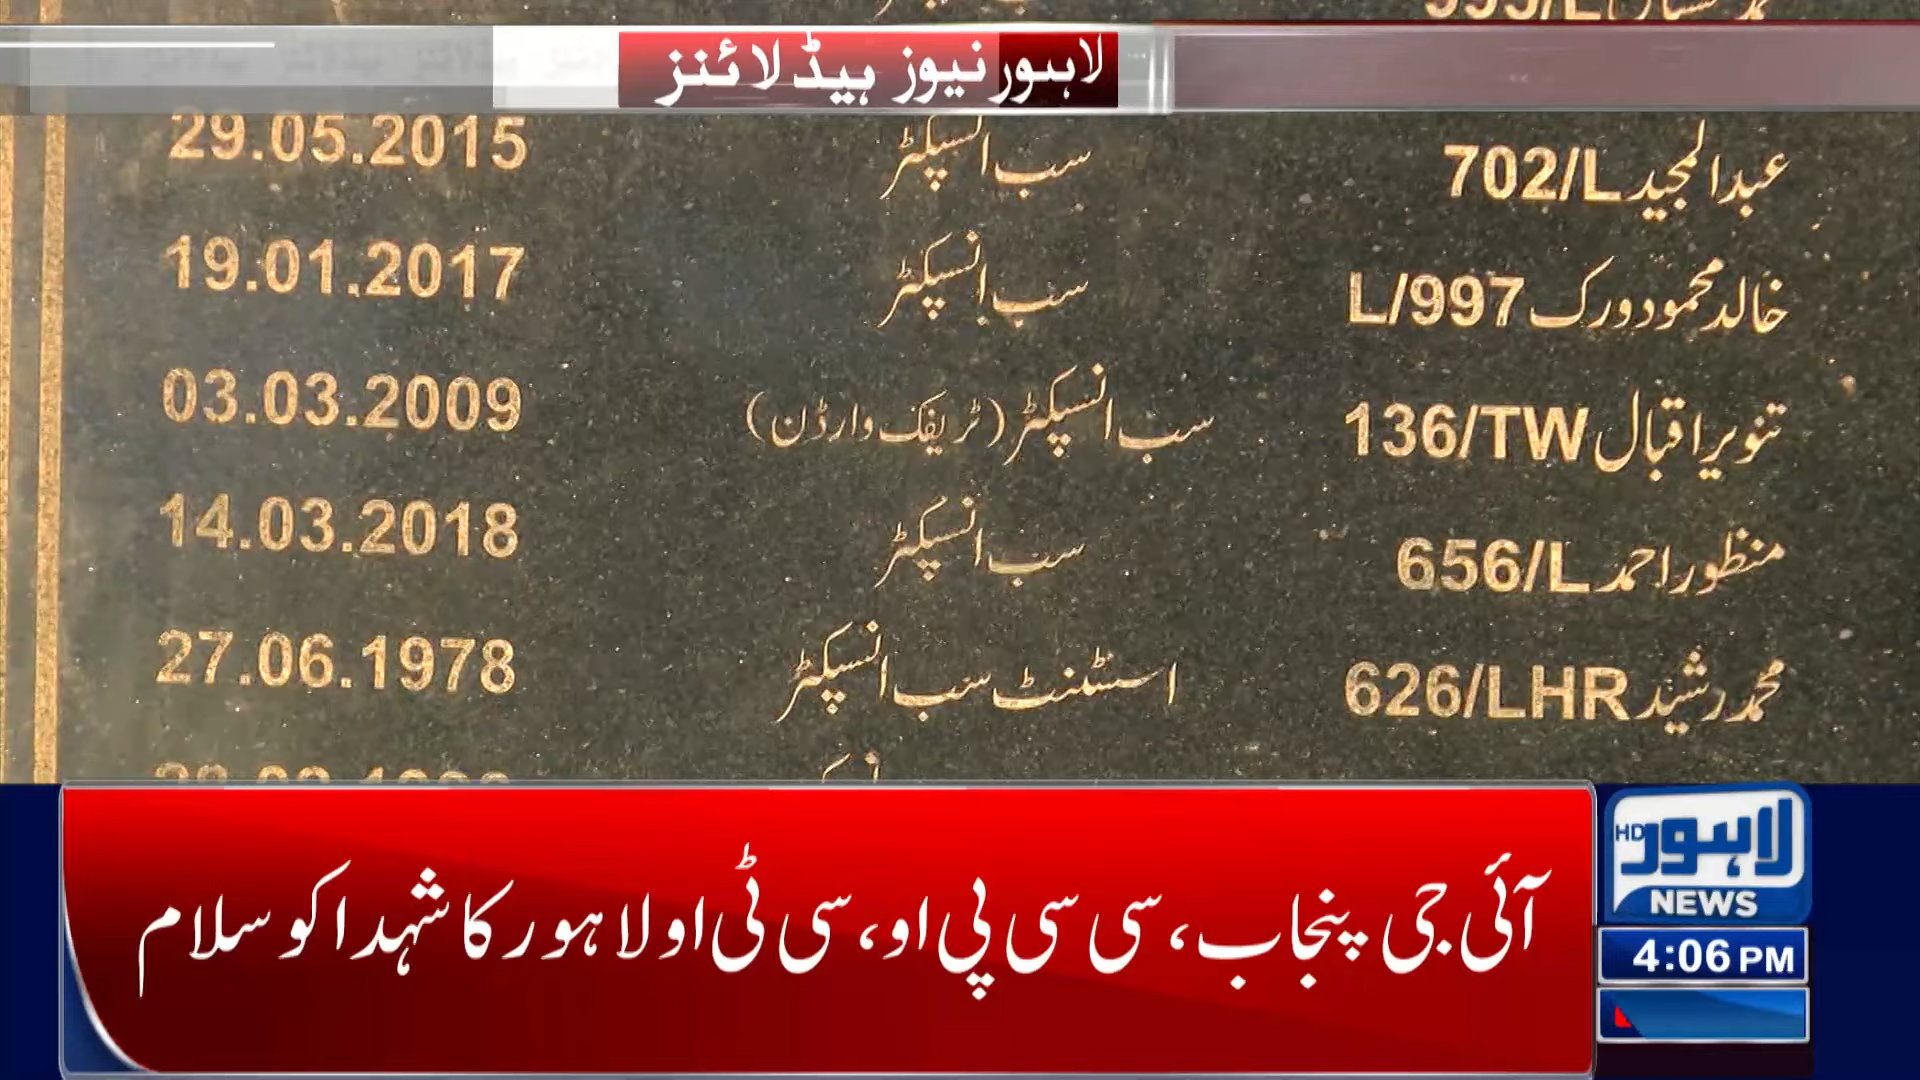 لاہور نیوز ہیڈلائنز
عبدالمجید 702/L سب انسپکٹر 29.05.2015
خالد محمود ورک 997/L سب انسپکٹر 19.01.2017
تنویر اقبال 136/TW سب انسپکٹر (ٹریفک وارڈن) 03.03.2009
منظور احمد 656/L سب انسپکٹر 14.03.2018
محمد رشید 626/LHR اسسٹنٹ سب انسپکٹر 27.06.1978
آئی جی پنجاب، سی سی پی او، سی ٹی او لاہور کا شہدا کو سلام
لاہور HD
NEWS
4:06 PM